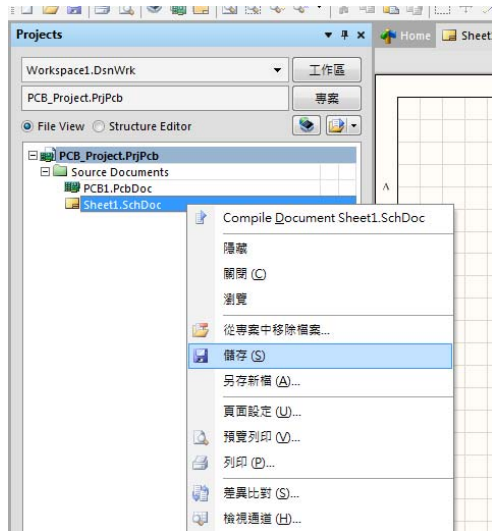 Projects
Home
Sheet
Workspace1.DsnWrk
工作區
PCB_Project.PrjPcb
專案
File View
Structure Editor
PCB_Project.PrjPcb
Source Documents
PCB1.PcbDoc
Sheet1.SchDoc
A
Compile Document Sheet1.SchDoc
隱藏
關閉 (C)
瀏覽
從專案中移除檔案...
儲存 (S)
另存新檔 (A)...
頁面設定 (U)...
預覽列印 (V)...
列印 (P)...
差異比對 (S)...
檢視通道 (H)...